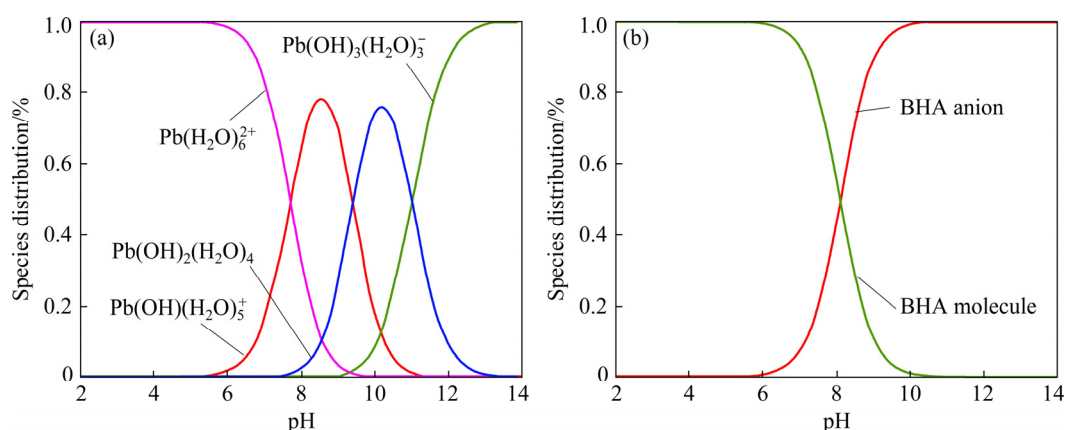 (a)
Pb(OH)₃(H₂O)₃⁻
Pb(H₂O)₆²⁺
Pb(OH)₂(H₂O)₄
Pb(OH)(H₂O)₅⁺
Species distribution/%
1.0
0.8
0.6
0.4
0.2
0
2 4 6 8 10 12 14
pH
(b)
BHA anion
BHA molecule
Species distribution/%
1.0
0.8
0.6
0.4
0.2
0
2 4 6 8 10 12 14
pH